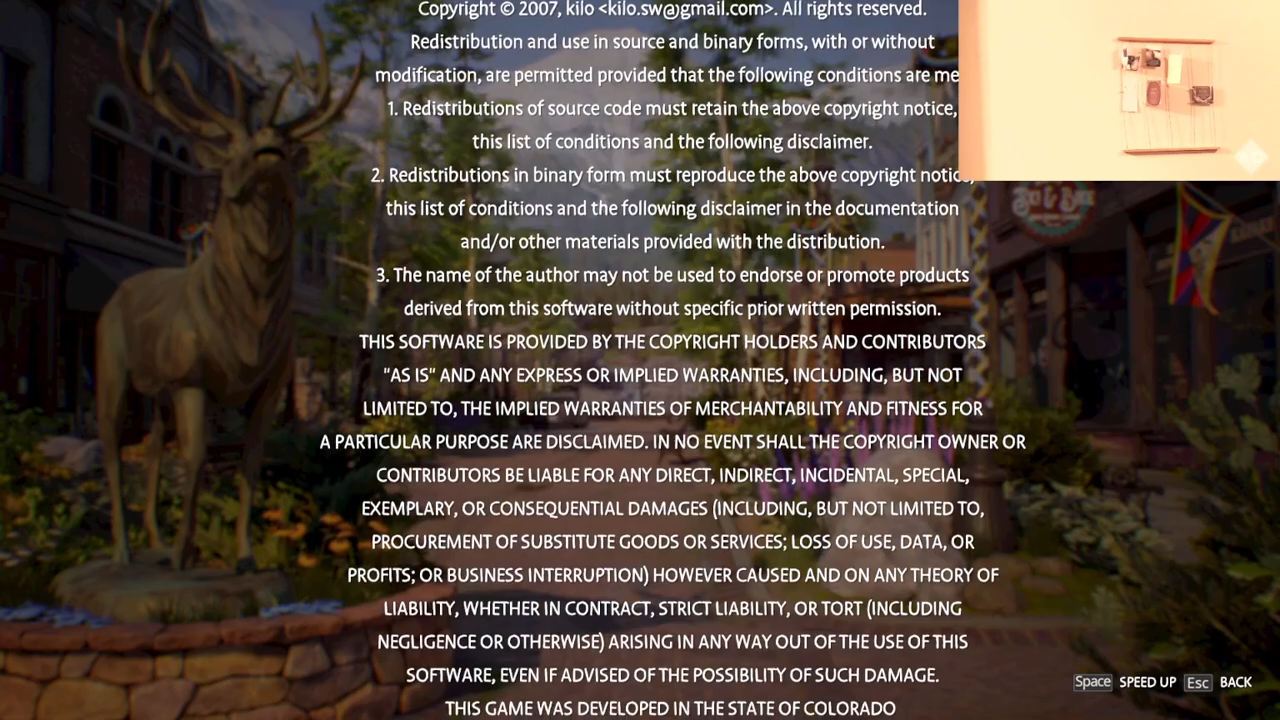 Copyright © 2007, kilo <kilo.sw@gmail.com>. All rights reserved.
Redistribution and use in source and binary forms, with or without
modification, are permitted provided that the following conditions are me
1. Redistributions of source code must retain the above copyright notice,
this list of conditions and the following disclaimer.
2. Redistributions in binary form must reproduce the above copyright notice,
this list of conditions and the following disclaimer in the documentation
and/or other materials provided with the distribution.
3. The name of the author may not be used to endorse or promote products
derived from this software without specific prior written permission.
THIS SOFTWARE IS PROVIDED BY THE COPYRIGHT HOLDERS AND CONTRIBUTORS
"AS IS" AND ANY EXPRESS OR IMPLIED WARRANTIES, INCLUDING, BUT NOT
LIMITED TO, THE IMPLIED WARRANTIES OF MERCHANTABILITY AND FITNESS FOR
A PARTICULAR PURPOSE ARE DISCLAIMED. IN NO EVENT SHALL THE COPYRIGHT OWNER OR
CONTRIBUTORS BE LIABLE FOR ANY DIRECT, INDIRECT, INCIDENTAL, SPECIAL,
EXEMPLARY, OR CONSEQUENTIAL DAMAGES (INCLUDING, BUT NOT LIMITED TO,
PROCUREMENT OF SUBSTITUTE GOODS OR SERVICES; LOSS OF USE, DATA, OR
PROFITS; OR BUSINESS INTERRUPTION) HOWEVER CAUSED AND ON ANY THEORY OF
LIABILITY, WHETHER IN CONTRACT, STRICT LIABILITY, OR TORT (INCLUDING
NEGLIGENCE OR OTHERWISE) ARISING IN ANY WAY OUT OF THE USE OF THIS
SOFTWARE, EVEN IF ADVISED OF THE POSSIBILITY OF SUCH DAMAGE.
THIS GAME WAS DEVELOPED IN THE STATE OF COLORADO
Space SPEED UP Esc BACK